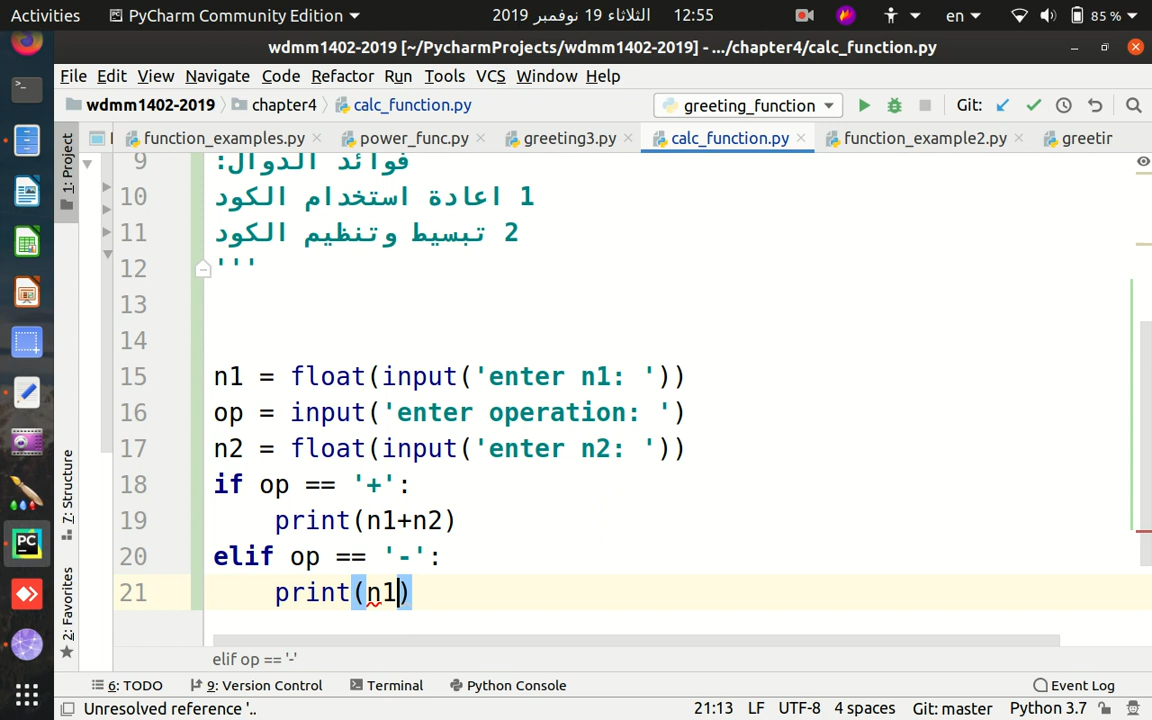 Activities PyCharm Community Edition الثلاثاء 19 نوفمبر 2019 12:55 en 85 %
wdmm1402-2019 [~/PycharmProjects/wdmm1402-2019] - .../chapter4/calc_function.py
File Edit View Navigate Code Refactor Run Tools VCS Window Help
wdmm1402-2019 chapter4 calc_function.py greeting_function Git:
function_examples.py power_func.py greeting3.py calc_function.py function_example2.py greetir
1: Project
7: Structure
2: Favorites
9 فوائد الدوال:
10 1 اعادة استخدام الكود
11 2 تبسيط وتنظيم الكود
12 '''
13
14
15 n1 = float(input('enter n1: '))
16 op = input('enter operation: ')
17 n2 = float(input('enter n2: '))
18 if op == '+':
19     print(n1+n2)
20 elif op == '-':
21     print(n1)
elif op == '-'
6: TODO 9: Version Control Terminal Python Console Event Log
Unresolved reference '.. 21:13 LF UTF-8 4 spaces Git: master Python 3.7